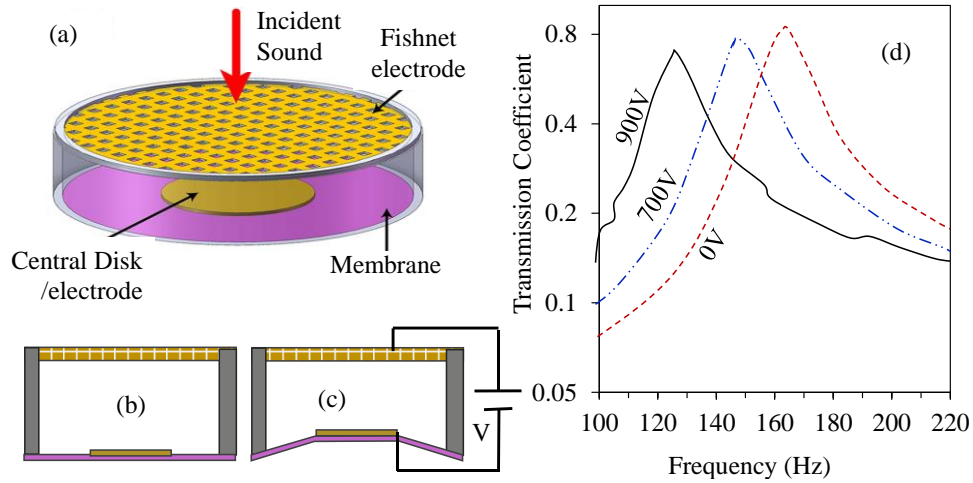 (a)
Incident
Sound
Fishnet
electrode
Central Disk
/electrode
Membrane
(b)
(c)
V
(d)
Transmission Coefficient
0.8
0.4
0.2
0.1
0.05
900V
700V
0V
100 120 140 160 180 200 220
Frequency (Hz)